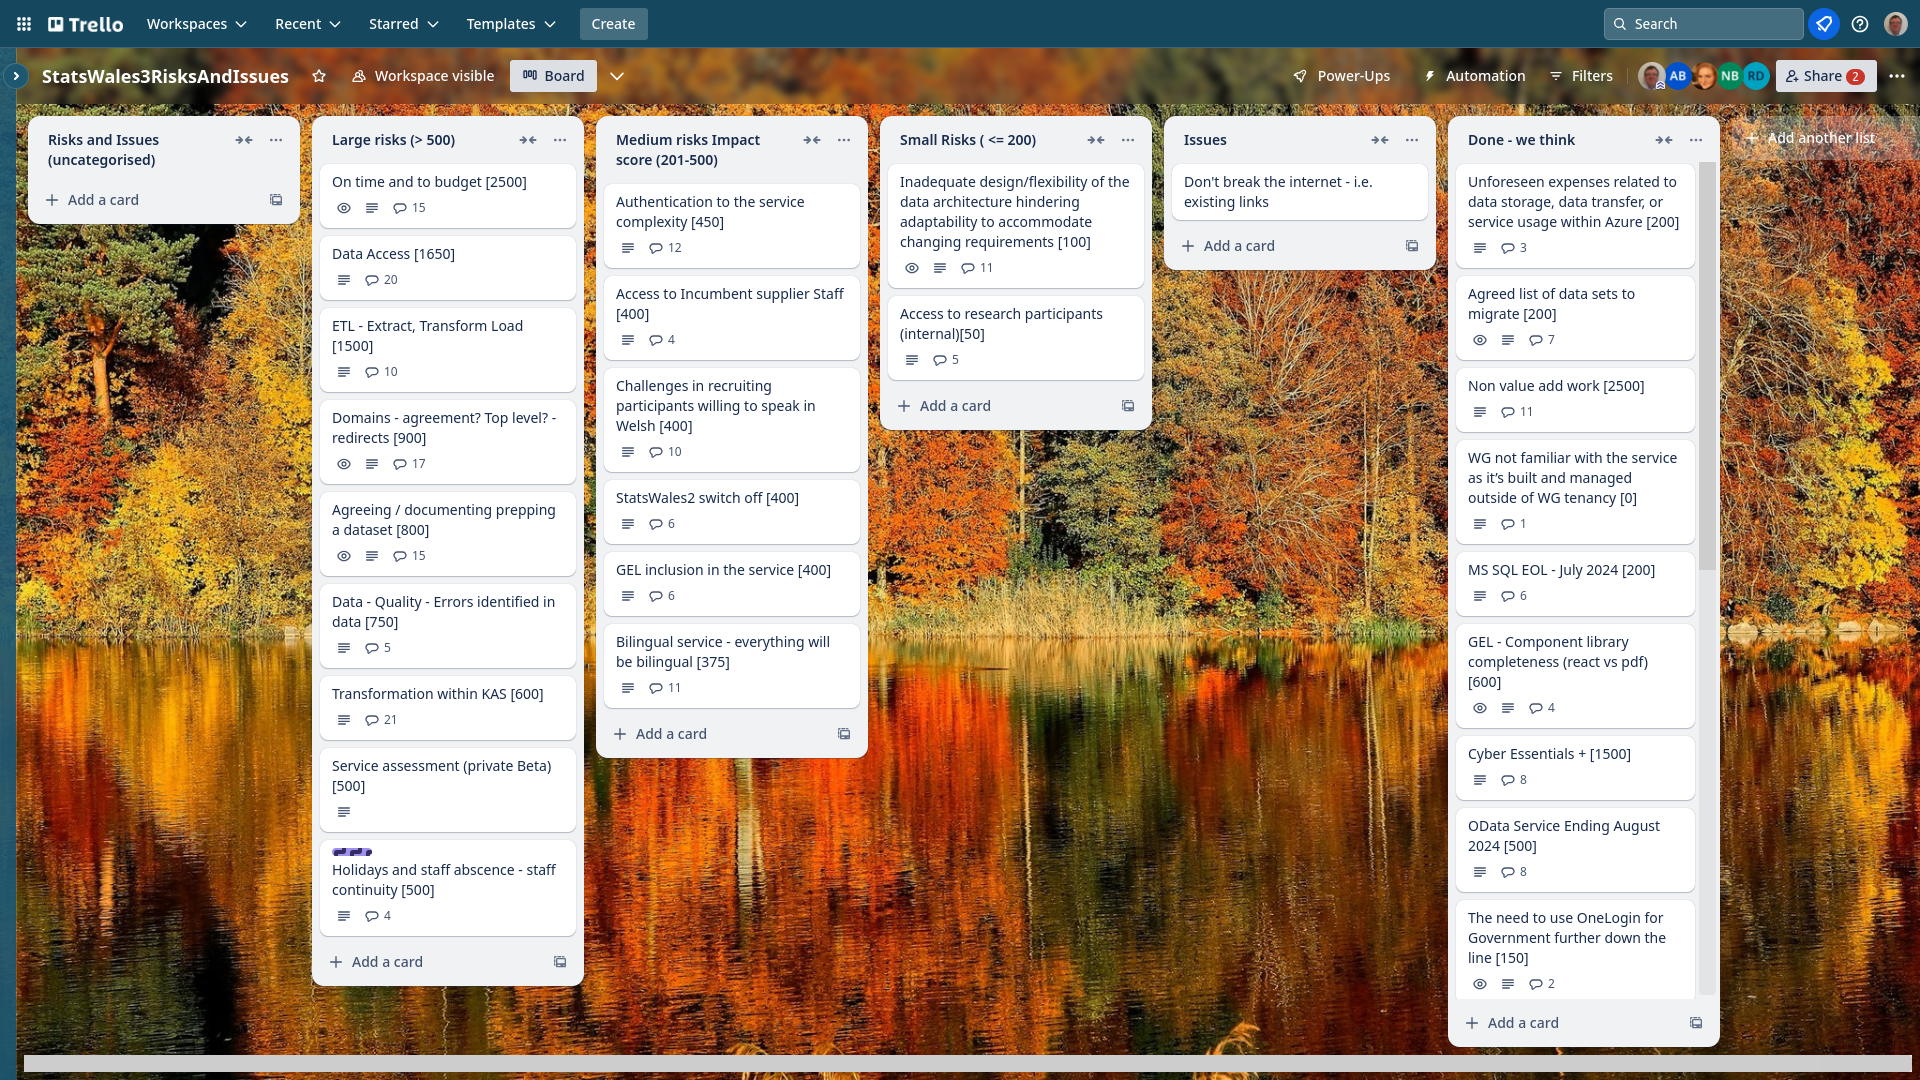 Trello
Workspaces
Recent
Starred
Templates
Create
Search
StatsWales3RisksAndIssues
Workspace visible
Board
Power-Ups
Automation
Filters
AB
NB
RD
Share
2
Risks and Issues
(uncategorised)
Add a card
Large risks (> 500)
On time and to budget [2500]
15
Data Access [1650]
20
ETL - Extract, Transform Load
[1500]
10
Domains - agreement? Top level? -
redirects [900]
17
Agreeing / documenting prepping
a dataset [800]
15
Data - Quality - Errors identified in
data [750]
5
Transformation within KAS [600]
21
Service assessment (private Beta)
[500]
Holidays and staff abscence - staff
continuity [500]
4
Add a card
Medium risks Impact
score (201-500)
Authentication to the service
complexity [450]
12
Access to Incumbent supplier Staff
[400]
4
Challenges in recruiting
participants willing to speak in
Welsh [400]
10
StatsWales2 switch off [400]
6
GEL inclusion in the service [400]
6
Bilingual service - everything will
be bilingual [375]
11
Add a card
Small Risks ( <= 200)
Inadequate design/flexibility of the
data architecture hindering
adaptability to accommodate
changing requirements [100]
11
Access to research participants
(internal)[50]
5
Add a card
Issues
Don't break the internet - i.e.
existing links
Add a card
Done - we think
Unforeseen expenses related to
data storage, data transfer, or
service usage within Azure [200]
3
Agreed list of data sets to
migrate [200]
7
Non value add work [2500]
11
WG not familiar with the service
as it’s built and managed
outside of WG tenancy [0]
1
MS SQL EOL - July 2024 [200]
6
GEL - Component library
completeness (react vs pdf)
[600]
4
Cyber Essentials + [1500]
8
OData Service Ending August
2024 [500]
8
The need to use OneLogin for
Government further down the
line [150]
2
Add a card
Add another list